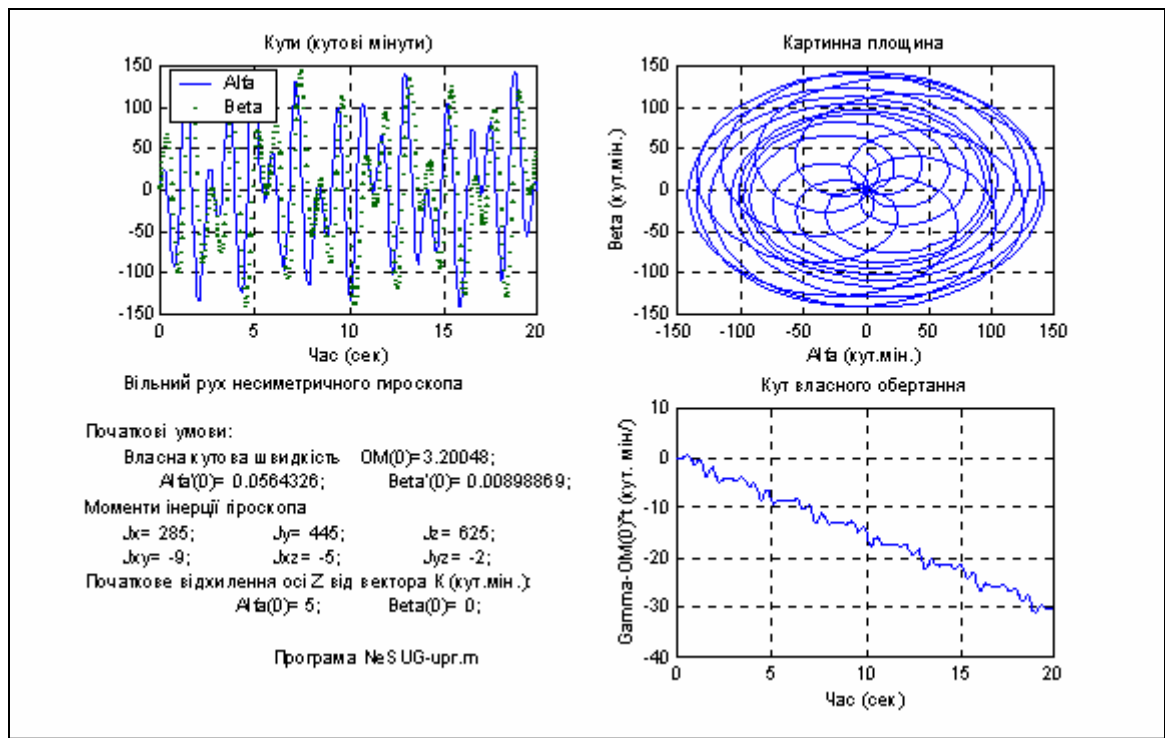 Кути (кутові мінути)
150
100
50
0
-50
-100
-150
Alfa
Beta
0
5
10
15
20
Час (сек)
Картинна площина
Beta (кут.мін.)
150
100
50
0
-50
-100
-150
-150
-100
-50
0
50
100
150
Alfa (кут.мін.)
Вільний рух несиметричного гіроскопа
Початкові умови:
Власна кутова швидкість OM(0)=3.20048;
Alfa'(0)= 0.0564326; Beta'(0)= 0.00898869;
Моменти інерції гіроскопа
Jx= 285; Jy= 445; Jz= 625;
Jxy= -9; Jxz= -5; Jyz= -2;
Початкове відхилення осі Z від вектора K (кут.мін.):
Alfa(0)= 5; Beta(0)= 0;
Програма NeSUG-upr.m
Кут власного обертання
Gamma-OM(0)*t (кут. мін/)
10
0
-10
-20
-30
-40
0
5
10
15
20
Час (сек)